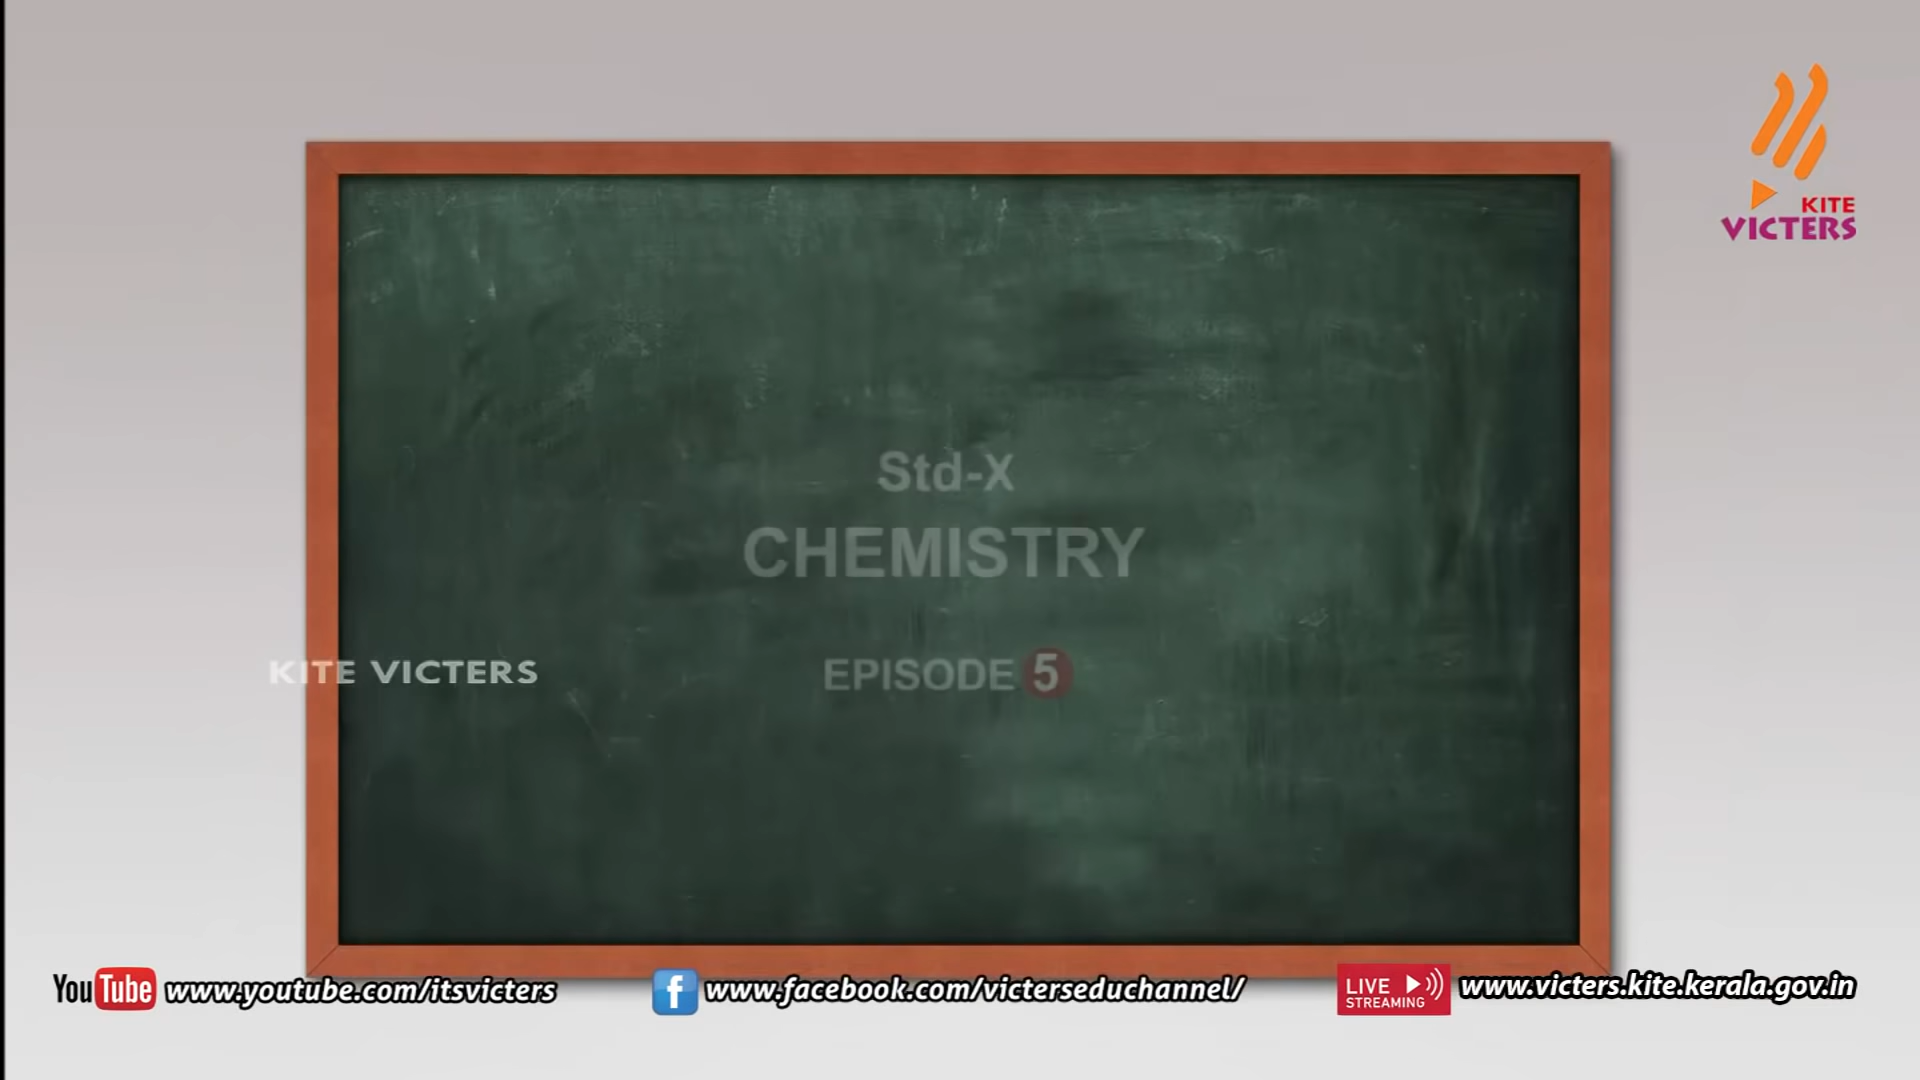 KITE
VICTERS
Std-X
CHEMISTRY
EPISODE 5
KITE VICTERS
YouTube www.youtube.com/itsvicters
f www.facebook.com/victerseduchannel/
LIVE STREAMING www.victers.kite.kerala.gov.in